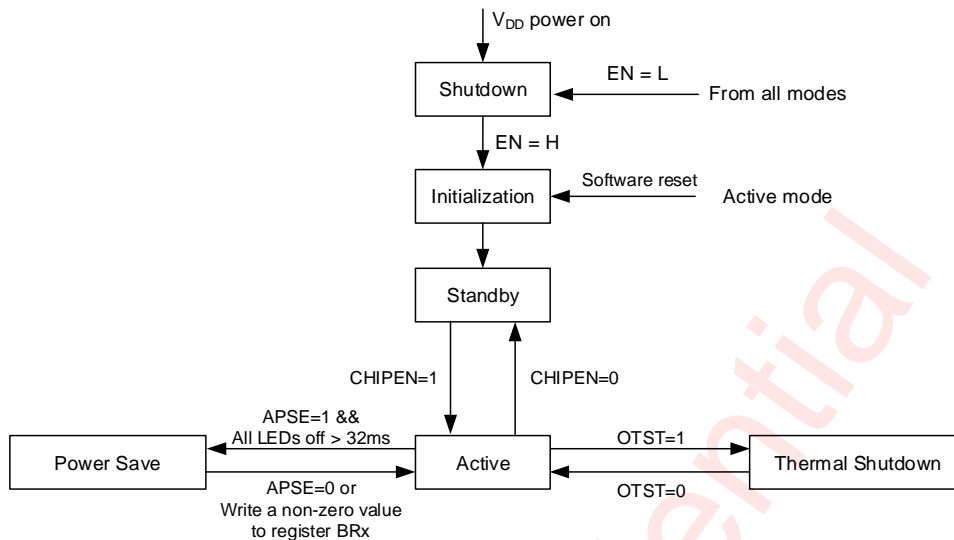 VDD power on
Shutdown
EN = L
From all modes
EN = H
Initialization
Software reset
Active mode
Standby
CHIPEN=1
CHIPEN=0
APSE=1 &&
All LEDs off > 32ms
OTST=1
Power Save
Active
Thermal Shutdown
APSE=0 or
Write a non-zero value
to register BRx
OTST=0
ential